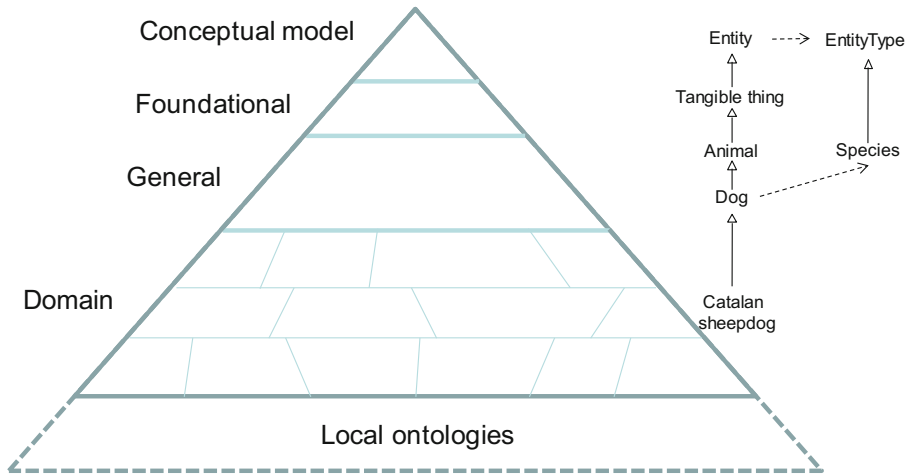 Conceptual model
Foundational
General
Domain
Local ontologies
Entity
EntityType
Tangible thing
Animal
Species
Dog
Catalan
sheepdog